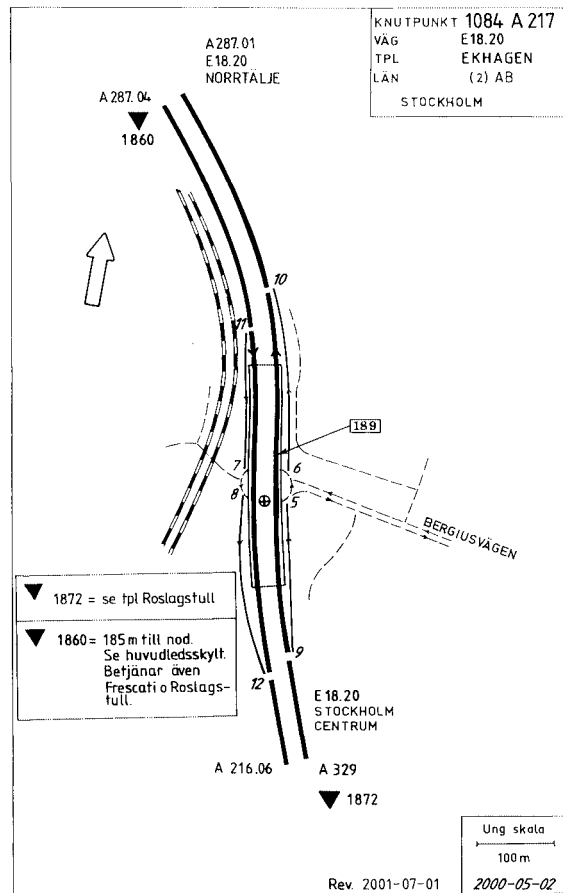 KNUTPUNKT 1084 A 217
VÄG E18.20
TPL EKHAGEN
LÄN (2) AB
STOCKHOLM
A 287.01
E18.20
NORRTÄLJE
A 287.04
1860
10
11
189
7
6
8
5
BERGIUSVÄGEN
1872 = se tpl Roslagstull
1860 = 185 m till nod.
Se huvudledsskylt.
Betjänar även
Frescati o Roslags-
tull.
9
12
E18.20
STOCKHOLM
CENTRUM
A 216.06
A 329
1872
Ung skala
100 m
Rev. 2001-07-01
2000-05-02